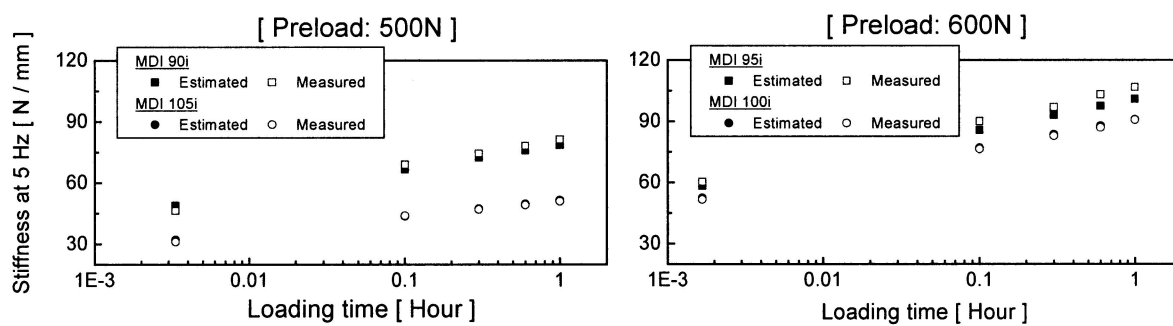 [ Preload: 500N ]
Stiffness at 5 Hz [ N / mm ]
120
90
60
30
MDI 90i
■ Estimated □ Measured
MDI 105i
● Estimated ○ Measured
1E-3 0.01 0.1 1
Loading time [ Hour ]
[ Preload: 600N ]
120
90
60
30
MDI 95i
■ Estimated □ Measured
MDI 100i
● Estimated ○ Measured
1E-3 0.01 0.1 1
Loading time [ Hour ]